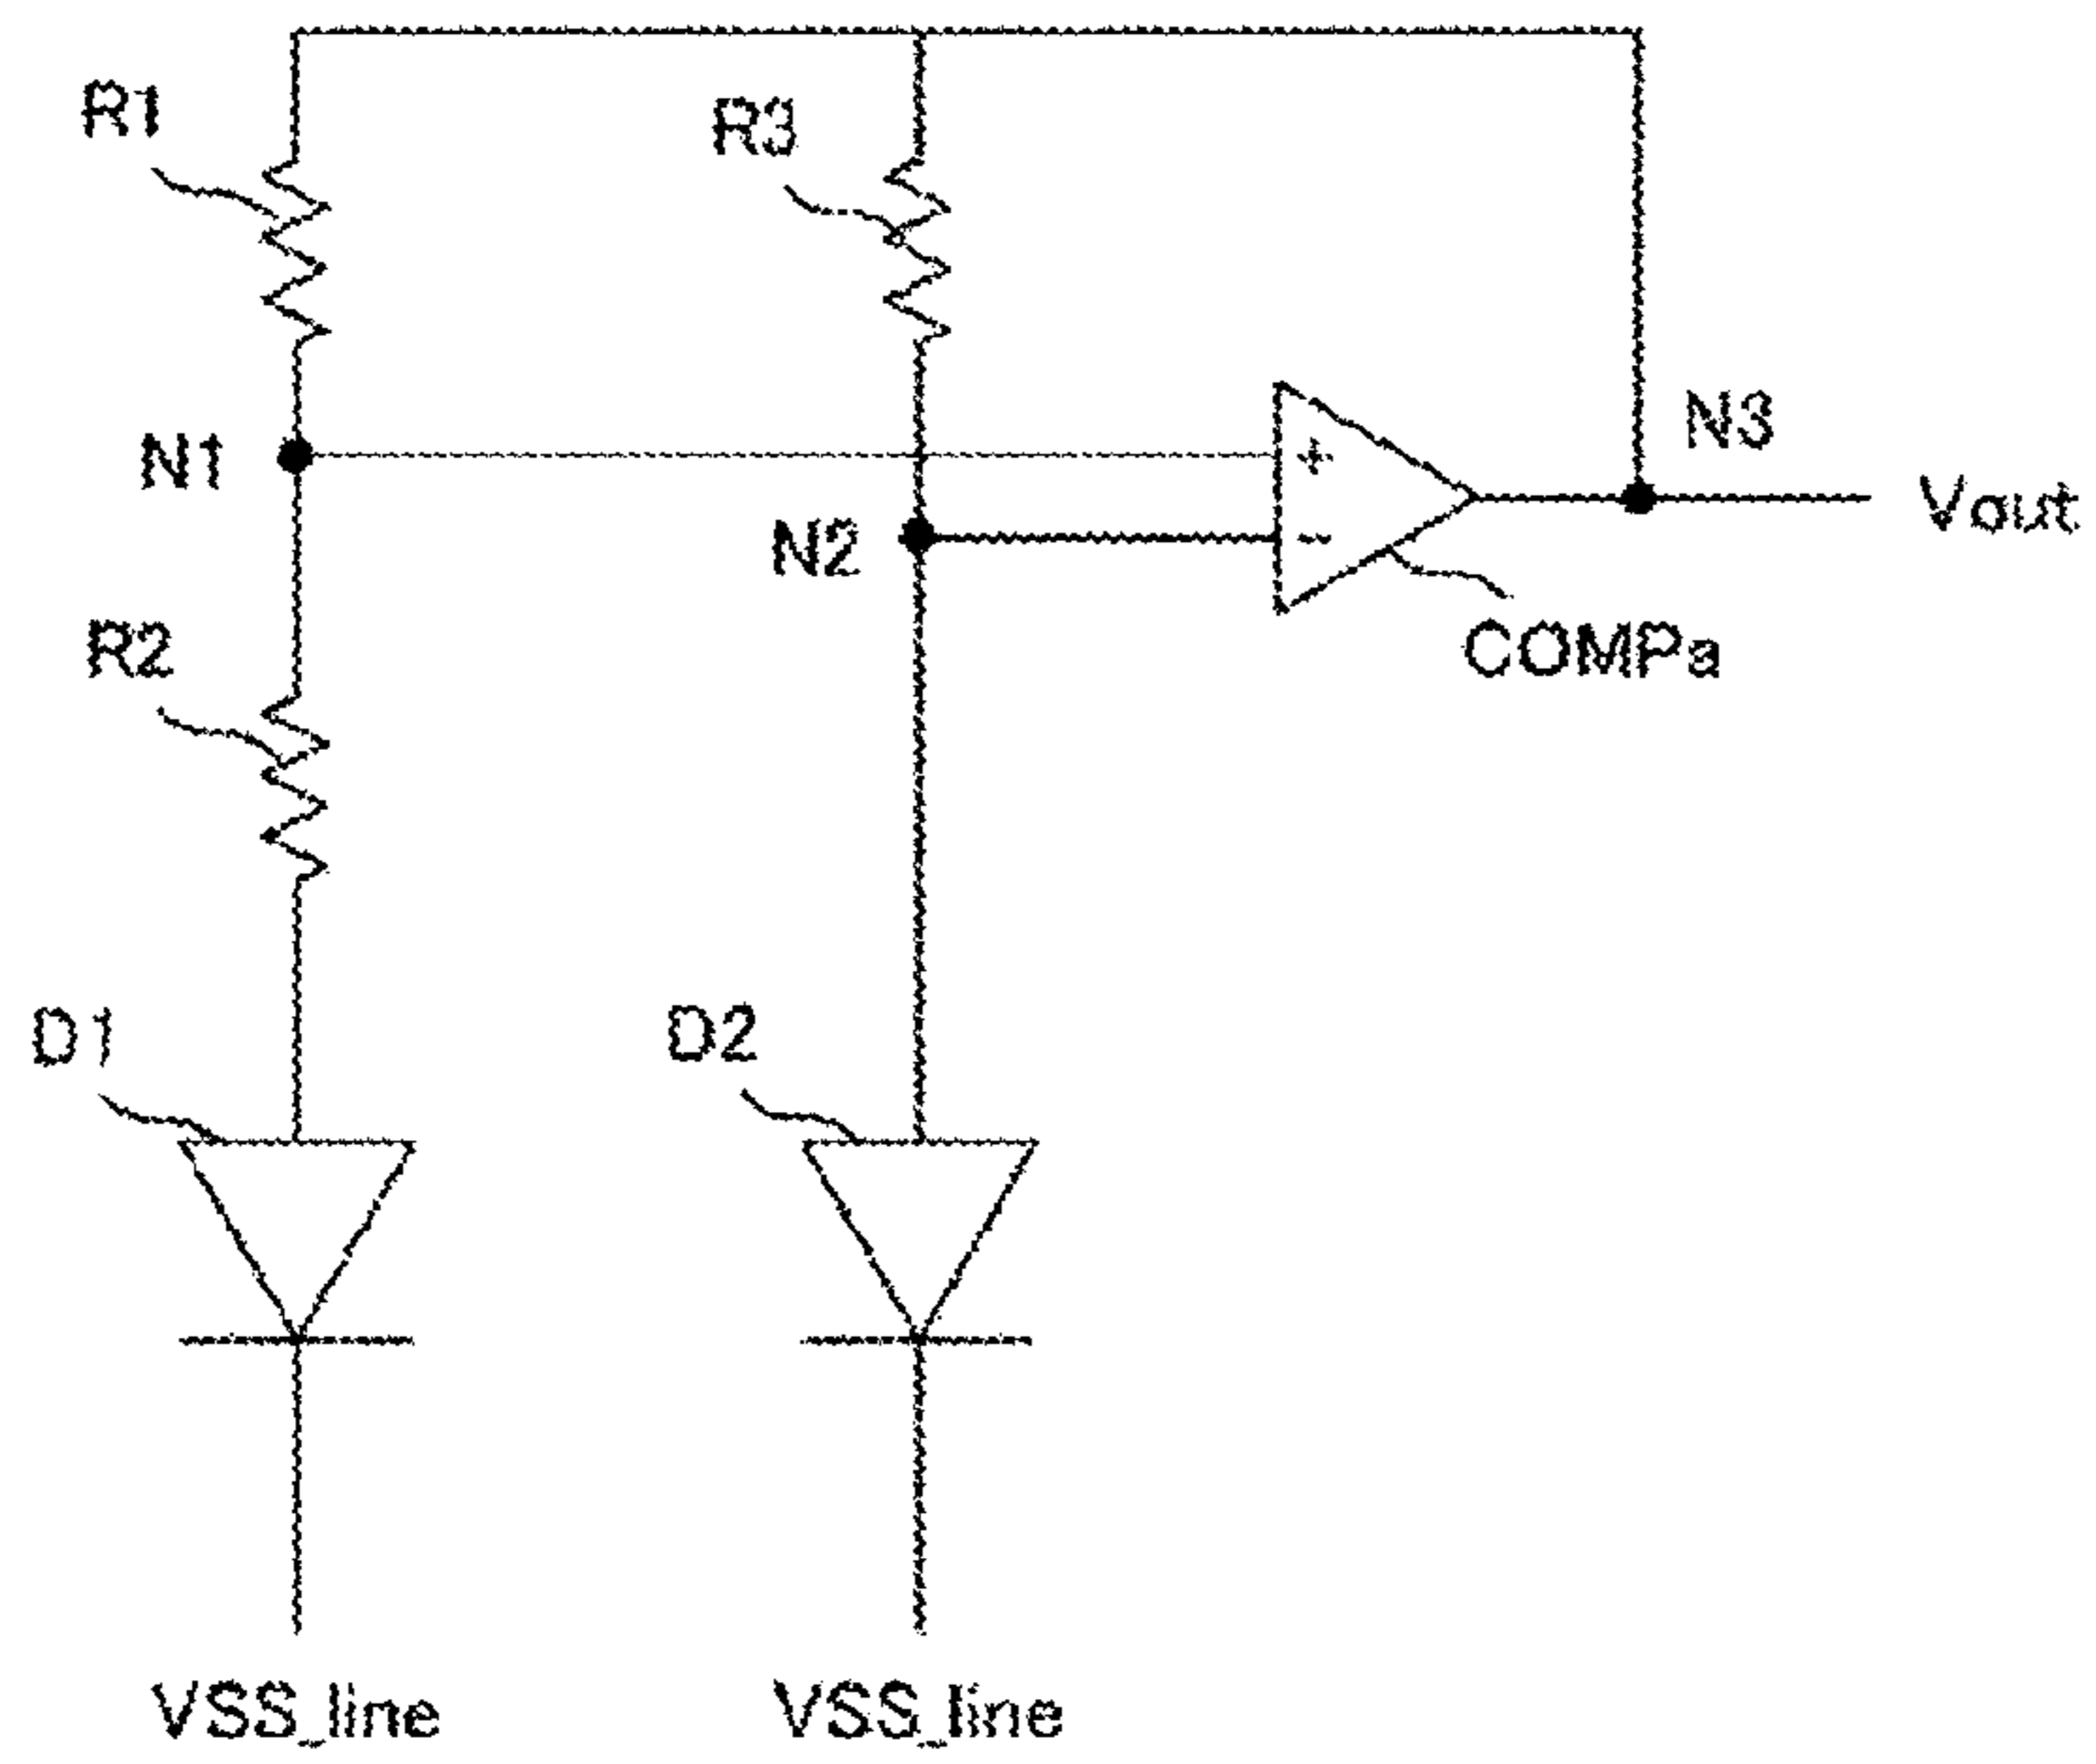 R1
R3
N3
N1
+
Vout
N2
-
COMPa
R2
D1
D2
VSS_line
VSS_line